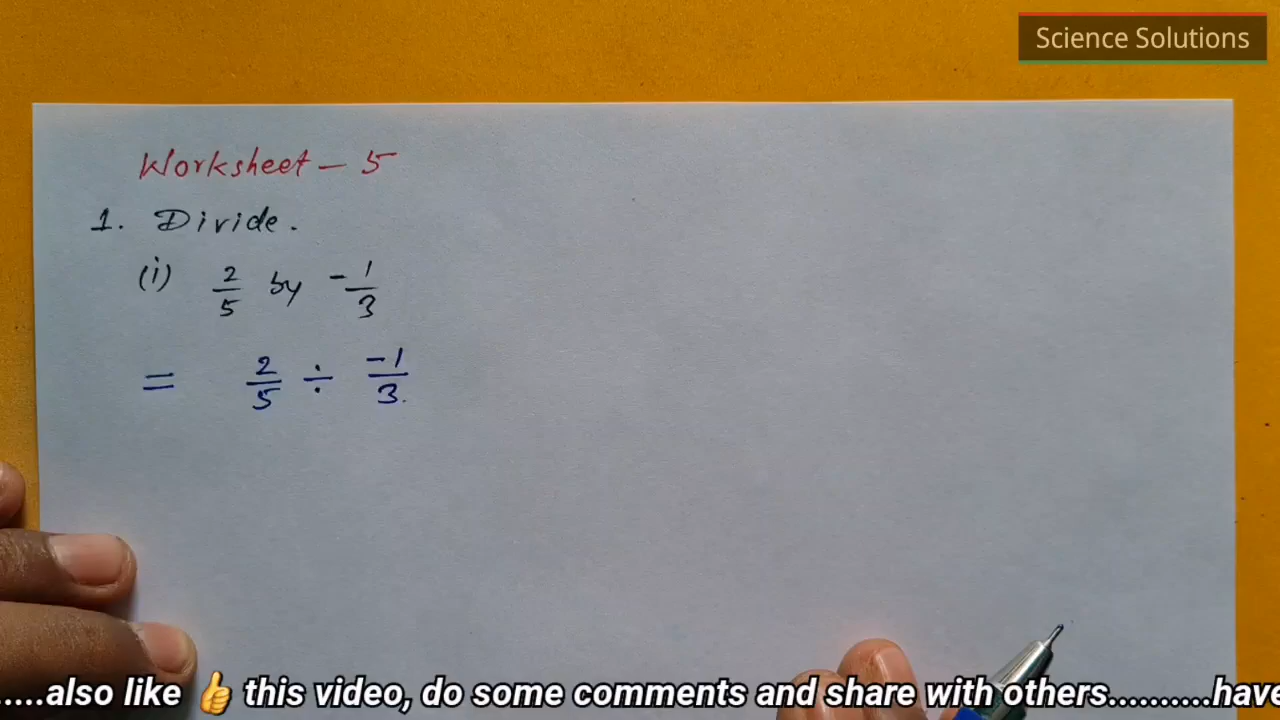 Science Solutions
Worksheet - 5
1. Divide.
(i) 2/5 by -1/3
= 2/5 ÷ -1/3.
.....also like 👍 this video, do some comments and share with others..........have